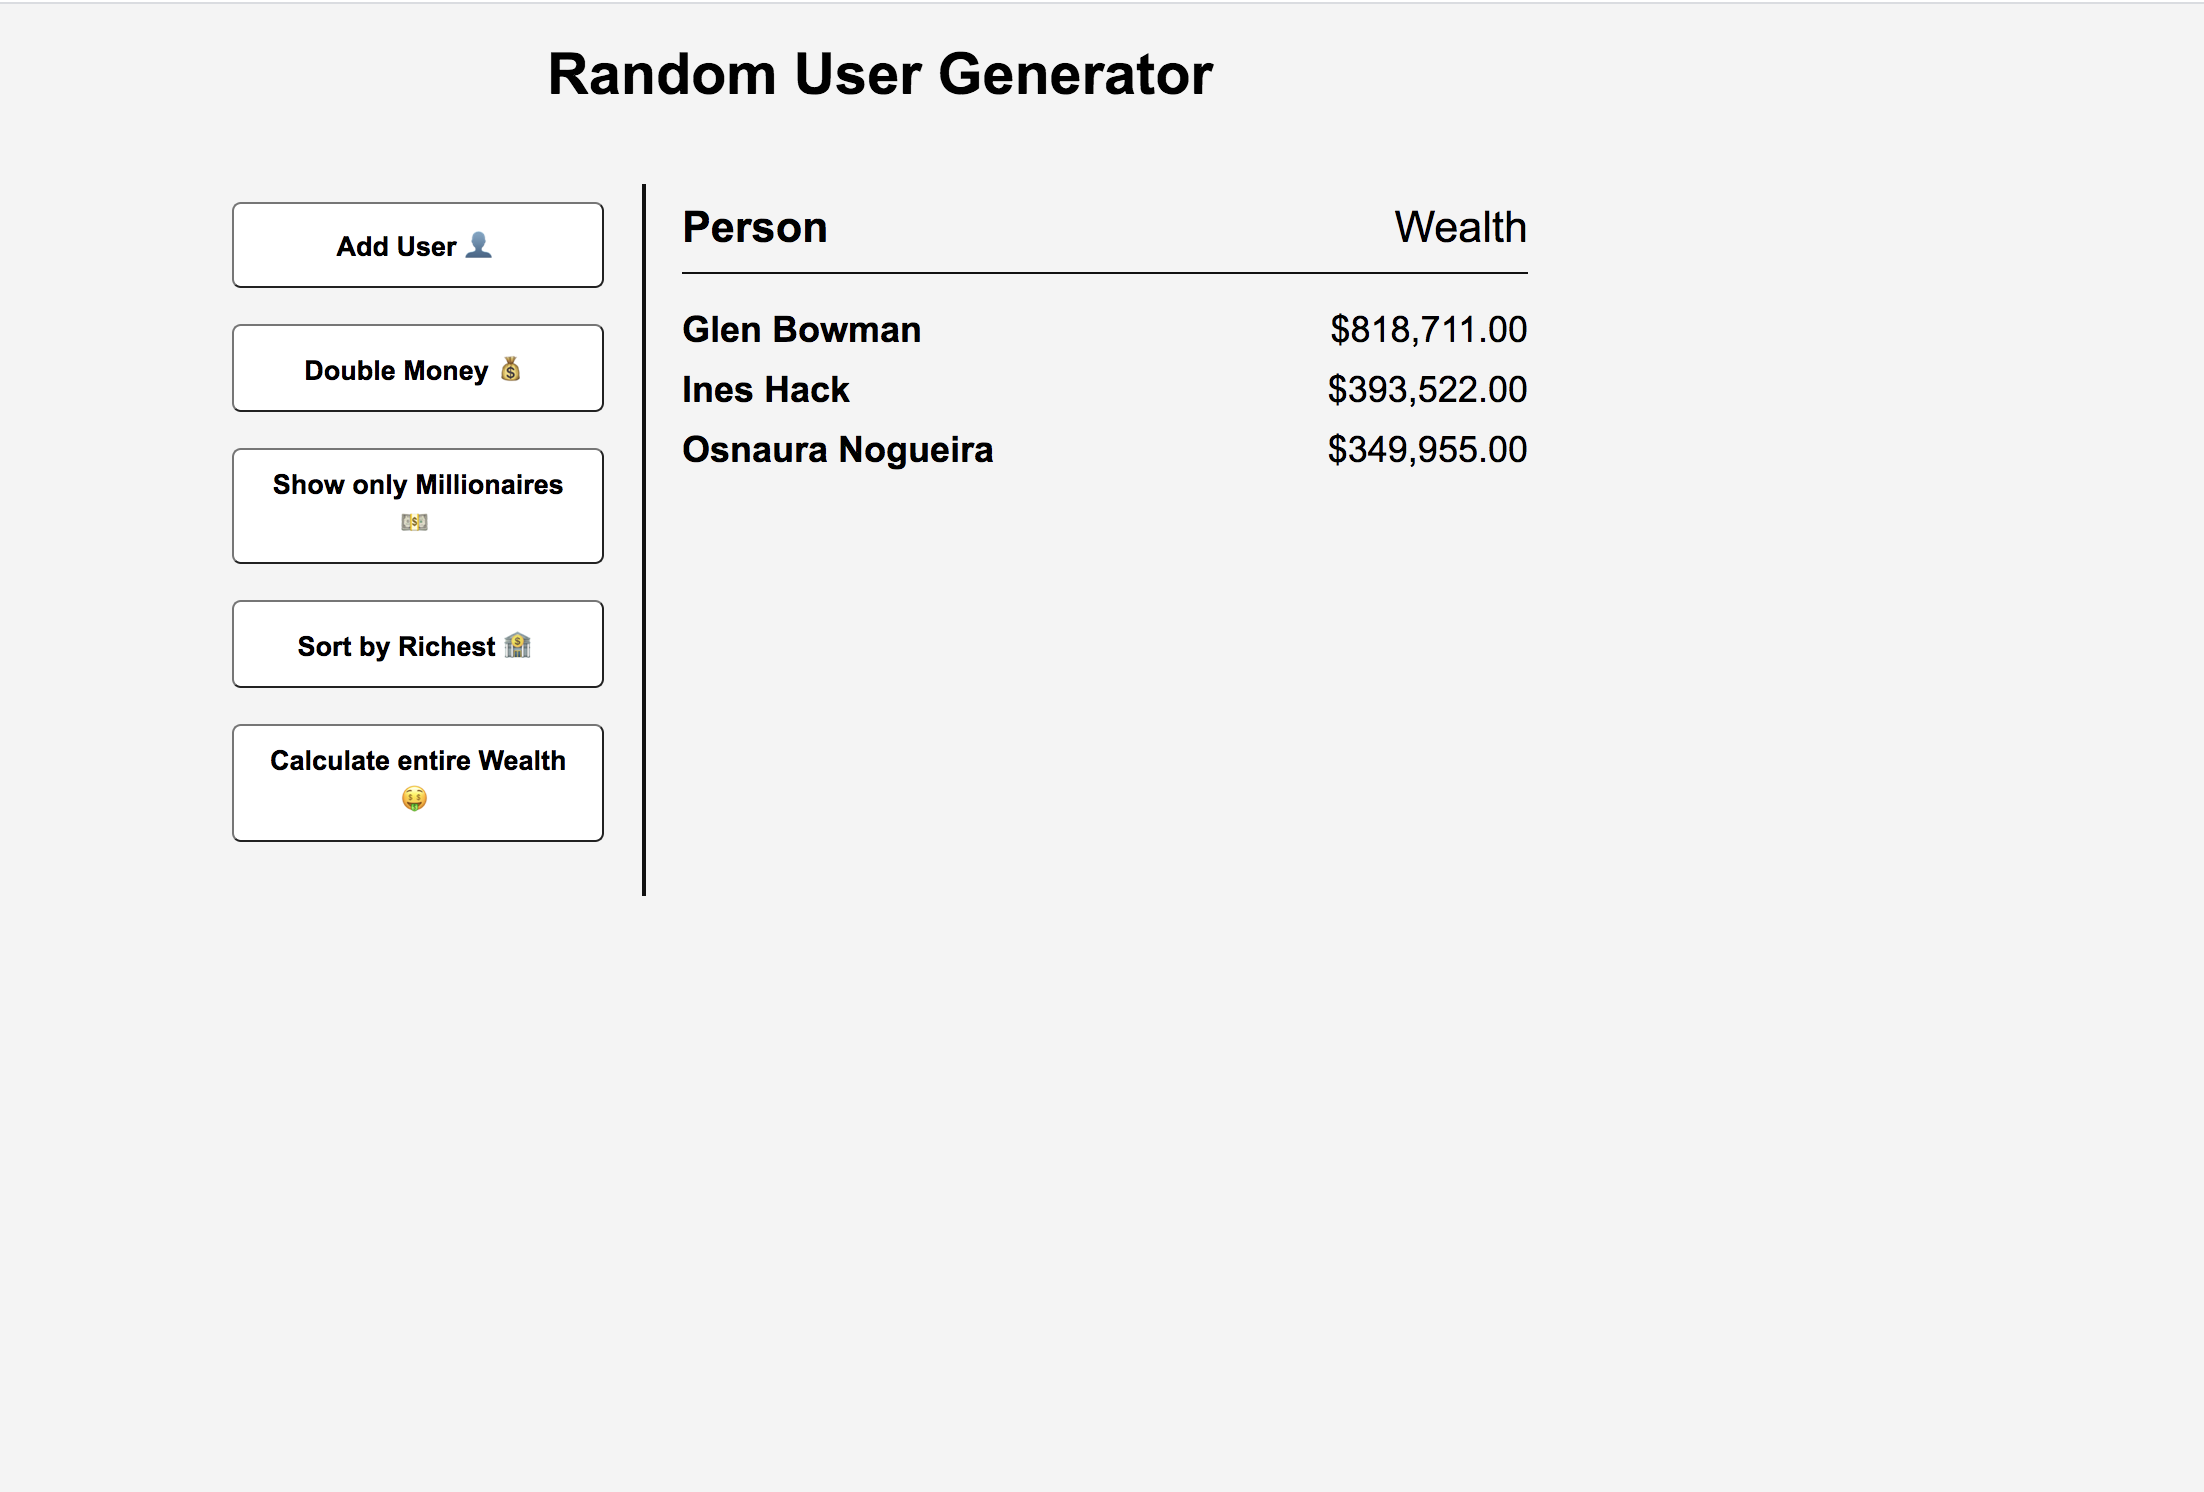 Random User Generator
Add User 👤
Double Money 💰
Show only Millionaires
💵
Sort by Richest 🏦
Calculate entire Wealth
🤑
Person Wealth
Glen Bowman $818,711.00
Ines Hack $393,522.00
Osnaura Nogueira $349,955.00